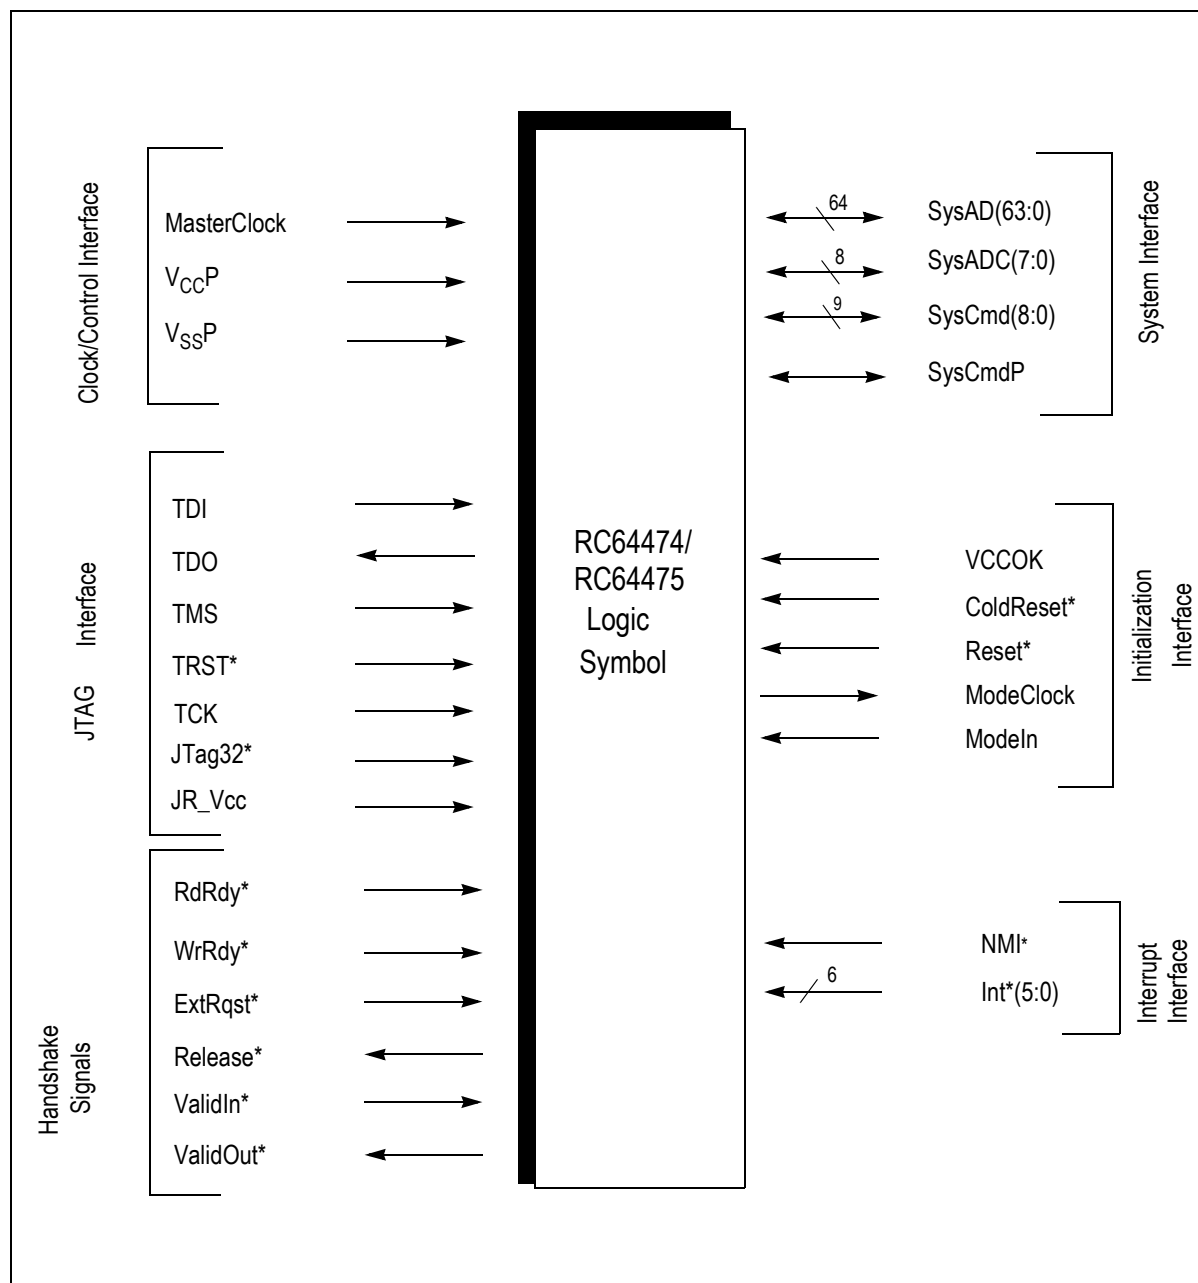 Clock/Control Interface
MasterClock
VCCP
VSSP
JTAG Interface
TDI
TDO
TMS
TRST*
TCK
JTag32*
JR_Vcc
Handshake
Signals
RdRdy*
WrRdy*
ExtRqst*
Release*
ValidIn*
ValidOut*
RC64474/
RC64475
Logic
Symbol
64
SysAD(63:0)
8
SysADC(7:0)
9
SysCmd(8:0)
SysCmdP
System Interface
VCCOK
ColdReset*
Reset*
ModeClock
ModeIn
Initialization
Interface
NMI*
6
Int*(5:0)
Interrupt
Interface